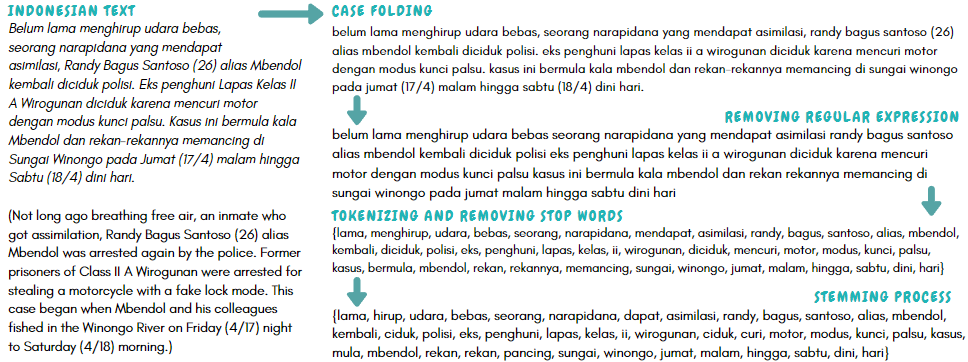 INDONESIAN TEXT
Belum lama menghirup udara bebas,
seorang narapidana yang mendapat
asimilasi, Randy Bagus Santoso (26) alias Mbendol
kembali diciduk polisi. Eks penghuni Lapas Kelas II
A Wirogunan diciduk karena mencuri motor
dengan modus kunci palsu. Kasus ini bermula kala
Mbendol dan rekan-rekannya memancing di
Sungai Winongo pada Jumat (17/4) malam hingga
Sabtu (18/4) dini hari.
(Not long ago breathing free air, an inmate who
got assimilation, Randy Bagus Santoso (26) alias
Mbendol was arrested again by the police. Former
prisoners of Class II A Wirogunan were arrested for
stealing a motorcycle with a fake lock mode. This
case began when Mbendol and his colleagues
fished in the Winongo River on Friday (4/17) night
to Saturday (4/18) morning.)
CASE FOLDING
belum lama menghirup udara bebas, seorang narapidana yang mendapat asimilasi, randy bagus santoso (26)
alias mbendol kembali diciduk polisi. eks penghuni lapas kelas ii a wirogunan diciduk karena mencuri motor
dengan modus kunci palsu. kasus ini bermula kala mbendol dan rekan-rekannya memancing di sungai winongo
pada jumat (17/4) malam hingga sabtu (18/4) dini hari.
REMOVING REGULAR EXPRESSION
belum lama menghirup udara bebas seorang narapidana yang mendapat asimilasi randy bagus santoso
alias mbendol kembali diciduk polisi eks penghuni lapas kelas ii a wirogunan diciduk karena mencuri
motor dengan modus kunci palsu kasus ini bermula kala mbendol dan rekan rekannya memancing di
sungai winongo pada jumat malam hingga sabtu dini hari
TOKENIZING AND REMOVING STOP WORDS
{lama, menghirup, udara, bebas, seorang, narapidana, mendapat, asimilasi, randy, bagus, santoso, alias, mbendol,
kembali, diciduk, polisi, eks, penghuni, lapas, kelas, ii, wirogunan, diciduk, mencuri, motor, modus, kunci, palsu,
kasus, bermula, mbendol, rekan, rekannya, memancing, sungai, winongo, jumat, malam, hingga, sabtu, dini, hari}
STEMMING PROCESS
{lama, hirup, udara, bebas, seorang, narapidana, dapat, asimilasi, randy, bagus, santoso, alias, mbendol,
kembali, ciduk, polisi, eks, penghuni, lapas, kelas, ii, wirogunan, ciduk, curi, motor, modus, kunci, palsu, kasus,
mula, mbendol, rekan, rekan, pancing, sungai, winongo, jumat, malam, hingga, sabtu, dini, hari}